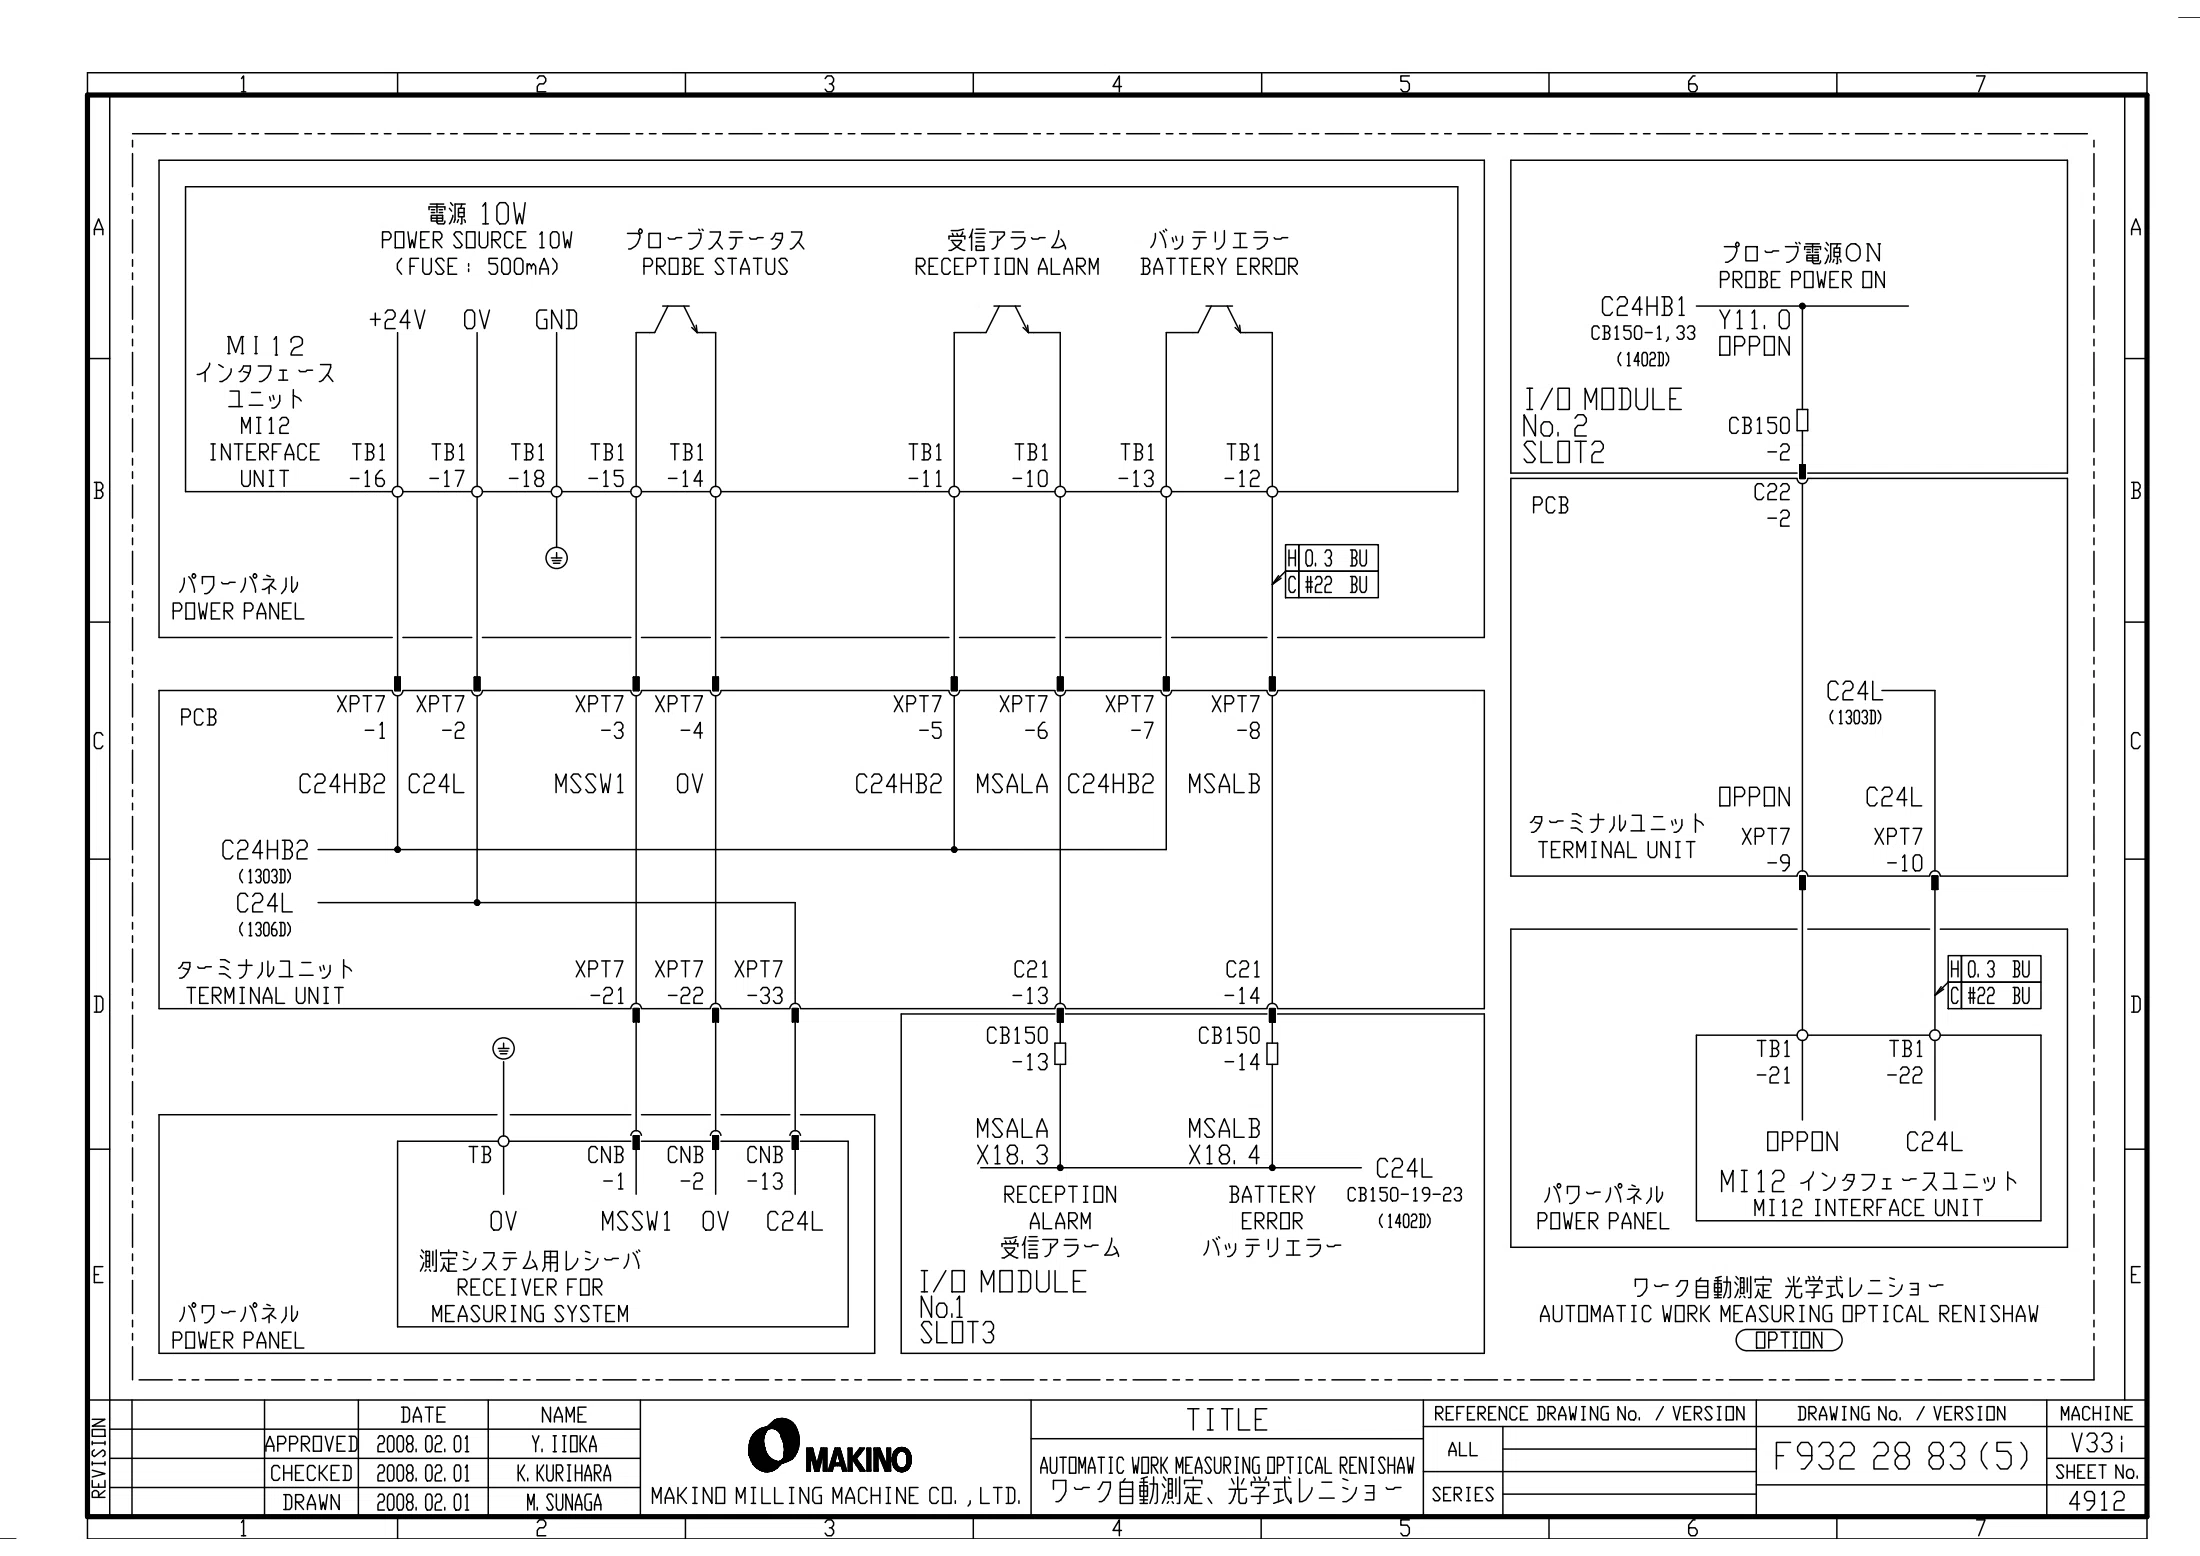 1 2 3 4 5 6 7
A
B
C
D
E
電源 10W
POWER SOURCE 10W
(FUSE: 500mA)
プローブステータス
PROBE STATUS
受信アラーム
RECEPTION ALARM
バッテリエラー
BATTERY ERROR
+24V 0V GND
MI12
インタフェース
ユニット
MI12
INTERFACE
UNIT
TB1 -16
TB1 -17
TB1 -18
TB1 -15
TB1 -14
TB1 -11
TB1 -10
TB1 -13
TB1 -12
H 0.3 BU
C #22 BU
パワーパネル
POWER PANEL
PCB
XPT7 -1
XPT7 -2
XPT7 -3
XPT7 -4
XPT7 -5
XPT7 -6
XPT7 -7
XPT7 -8
C24HB2 C24L MSSW1 0V C24HB2 MSALA C24HB2 MSALB
C24HB2
(1303D)
C24L
(1306D)
ターミナルユニット
TERMINAL UNIT
XPT7 -21
XPT7 -22
XPT7 -33
C21 -13
C21 -14
TB
CNB -1
CNB -2
CNB -13
0V MSSW1 0V C24L
測定システム用レシーバ
RECEIVER FOR
MEASURING SYSTEM
パワーパネル
POWER PANEL
CB150 -13
CB150 -14
MSALA
X18.3
MSALB
X18.4
C24L
CB150-19-23
(1402D)
RECEPTION
ALARM
受信アラーム
BATTERY
ERROR
バッテリエラー
I/O MODULE
No.1
SLOT3
プローブ電源ON
PROBE POWER ON
C24HB1
CB150-1,33
(1402D)
Y11.0
OPPON
I/O MODULE
No.2
SLOT2
CB150
-2
PCB
C22
-2
C24L
(1303D)
OPPON C24L
ターミナルユニット
TERMINAL UNIT
XPT7 -9
XPT7 -10
H 0.3 BU
C #22 BU
TB1 -21
TB1 -22
OPPON C24L
MI12 インタフェースユニット
MI12 INTERFACE UNIT
パワーパネル
POWER PANEL
ワーク自動測定 光学式レニショー
AUTOMATIC WORK MEASURING OPTICAL RENISHAW
OPTION
A
B
C
D
E
REVISION
DATE NAME
APPROVED 2008.02.01 Y. IIOKA
CHECKED 2008.02.01 K. KURIHARA
DRAWN 2008.02.01 M. SUNAGA
MAKINO
MAKINO MILLING MACHINE CO.,LTD.
TITLE
AUTOMATIC WORK MEASURING OPTICAL RENISHAW
ワーク自動測定、光学式レニショー
REFERENCE DRAWING No. / VERSION
ALL
SERIES
DRAWING No. / VERSION
F932 28 83(5)
MACHINE
V33i
SHEET No.
4912
1 2 3 4 5 6 7